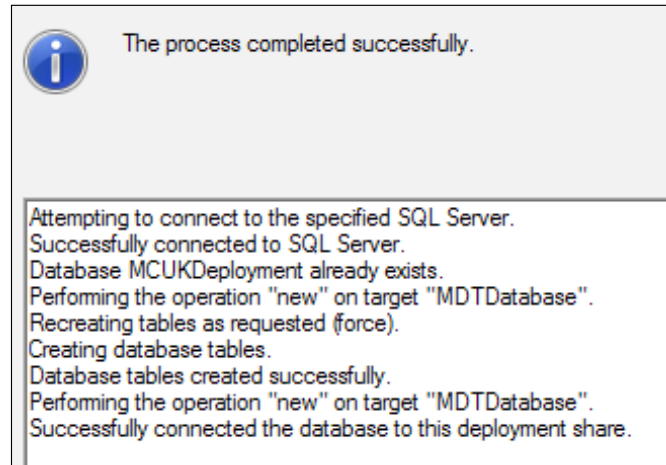 The process completed successfully.
Attempting to connect to the specified SQL Server.
Successfully connected to SQL Server.
Database MCUKDeployment already exists.
Performing the operation "new" on target "MDTDatabase".
Recreating tables as requested (force).
Creating database tables.
Database tables created successfully.
Performing the operation "new" on target "MDTDatabase".
Successfully connected the database to this deployment share.